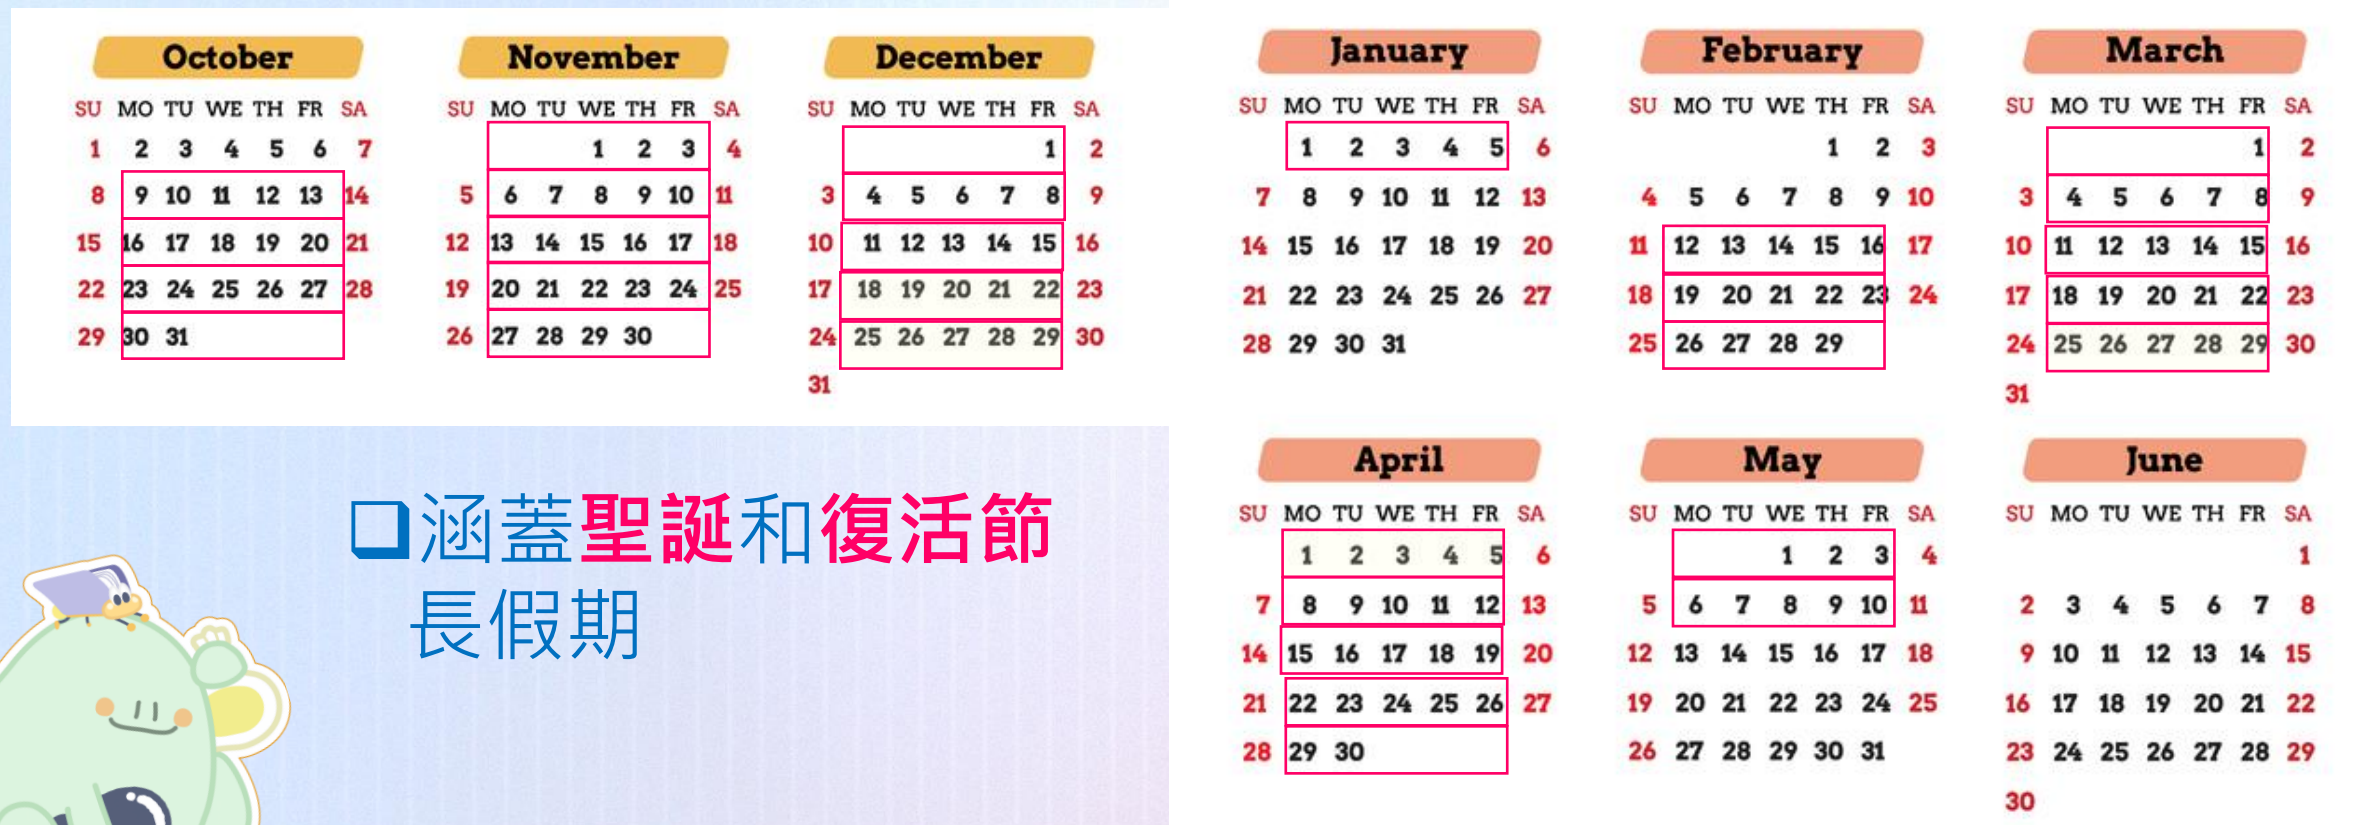 October
SU MO TU WE TH FR SA
1 2 3 4 5 6 7
8 9 10 11 12 13 14
15 16 17 18 19 20 21
22 23 24 25 26 27 28
29 30 31
November
SU MO TU WE TH FR SA
1 2 3 4
5 6 7 8 9 10 11
12 13 14 15 16 17 18
19 20 21 22 23 24 25
26 27 28 29 30
December
SU MO TU WE TH FR SA
1 2
3 4 5 6 7 8 9
10 11 12 13 14 15 16
17 18 19 20 21 22 23
24 25 26 27 28 29 30
31
January
SU MO TU WE TH FR SA
1 2 3 4 5 6
7 8 9 10 11 12 13
14 15 16 17 18 19 20
21 22 23 24 25 26 27
28 29 30 31
February
SU MO TU WE TH FR SA
1 2 3
4 5 6 7 8 9 10
11 12 13 14 15 16 17
18 19 20 21 22 23 24
25 26 27 28 29
March
SU MO TU WE TH FR SA
1 2
3 4 5 6 7 8 9
10 11 12 13 14 15 16
17 18 19 20 21 22 23
24 25 26 27 28 29 30
31
April
SU MO TU WE TH FR SA
1 2 3 4 5 6
7 8 9 10 11 12 13
14 15 16 17 18 19 20
21 22 23 24 25 26 27
28 29 30
May
SU MO TU WE TH FR SA
1 2 3 4
5 6 7 8 9 10 11
12 13 14 15 16 17 18
19 20 21 22 23 24 25
26 27 28 29 30 31
June
SU MO TU WE TH FR SA
1
2 3 4 5 6 7 8
9 10 11 12 13 14 15
16 17 18 19 20 21 22
23 24 25 26 27 28 29
30
❑涵蓋聖誕和復活節
長假期